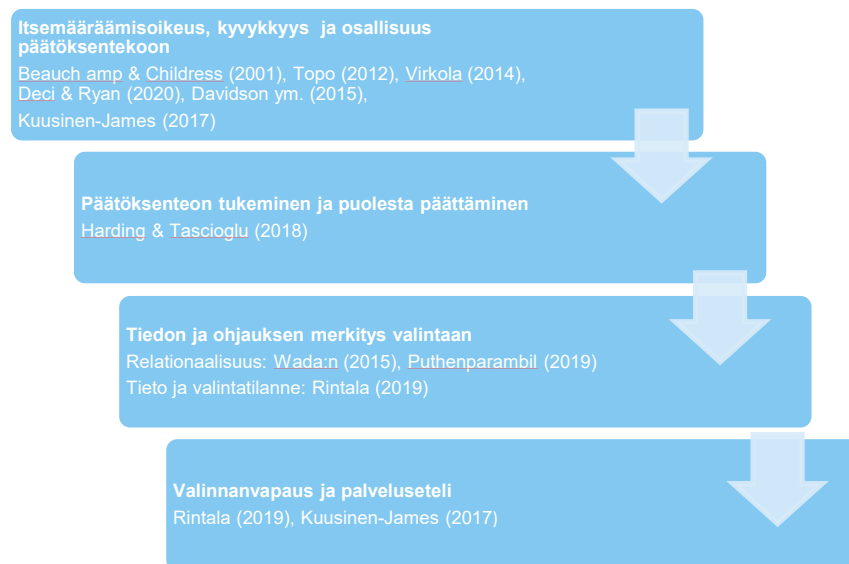 Itsemääräämisoikeus, kyvykkyys ja osallisuus
päätöksentekoon
Beauch amp & Childress (2001), Topo (2012), Virkola (2014),
Deci & Ryan (2020), Davidson ym. (2015),
Kuusinen-James (2017)
Päätöksenteon tukeminen ja puolesta päättäminen
Harding & Tascioglu (2018)
Tiedon ja ohjauksen merkitys valintaan
Relationaalisuus: Wada:n (2015), Puthenparambil (2019)
Tieto ja valintatilanne: Rintala (2019)
Valinnanvapaus ja palveluseteli
Rintala (2019), Kuusinen-James (2017)